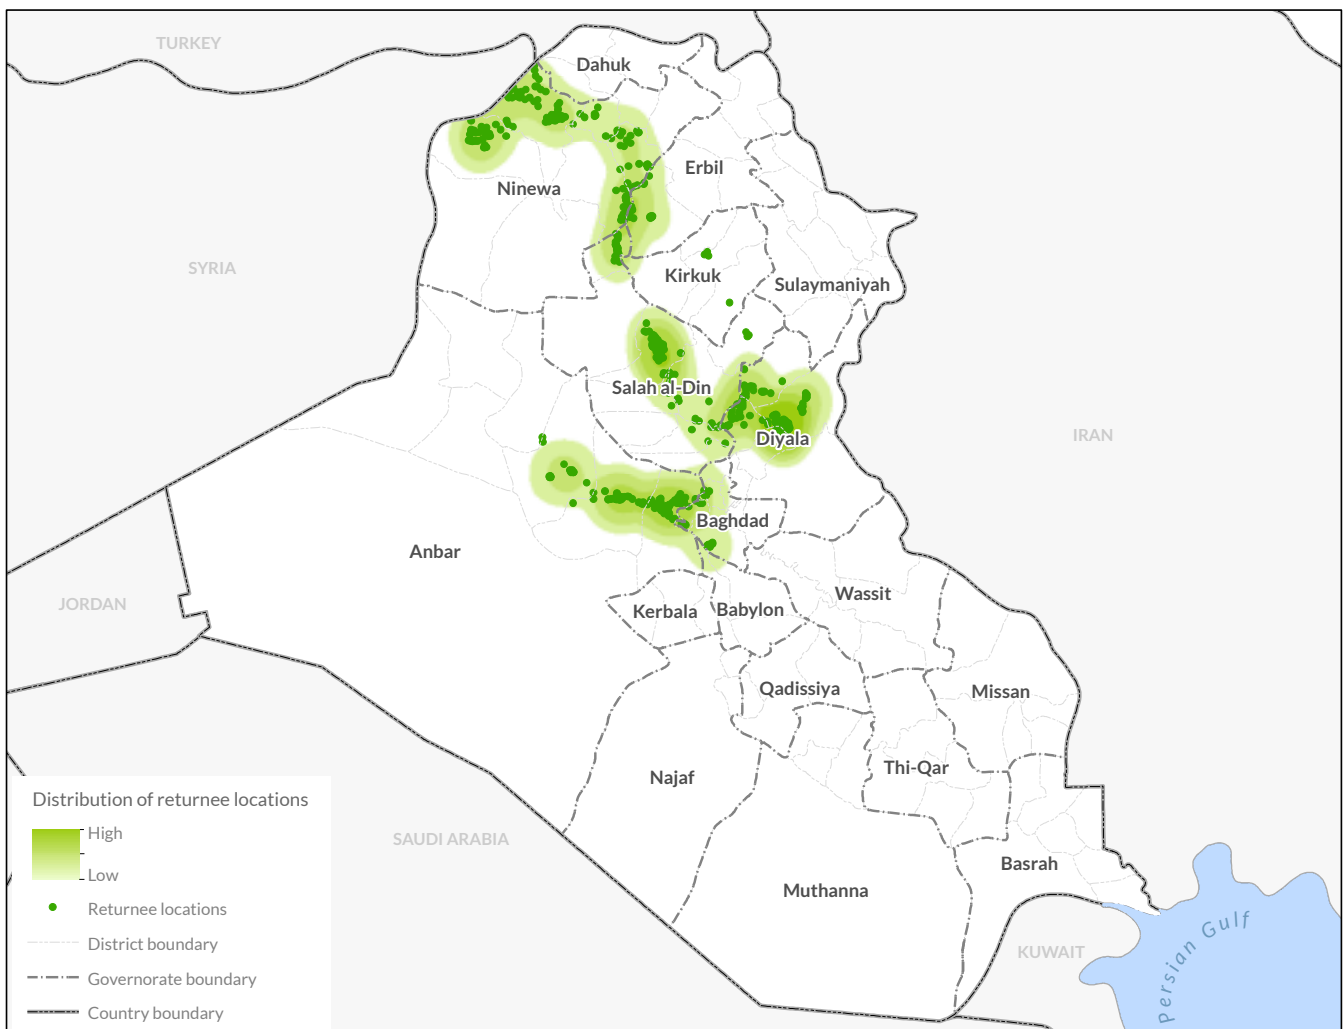 TURKEY
Dahuk
Erbil
Ninewa
SYRIA
Kirkuk
Sulaymaniyah
Salah al-Din
Diyala
IRAN
Baghdad
Anbar
Wassit
JORDAN
Kerbala
Babylon
Qadissiya
Missan
Najaf
Thi-Qar
SAUDI ARABIA
Basrah
Muthanna
KUWAIT
Persian Gulf
Distribution of returnee locations
High
Low
Returnee locations
District boundary
Governorate boundary
Country boundary